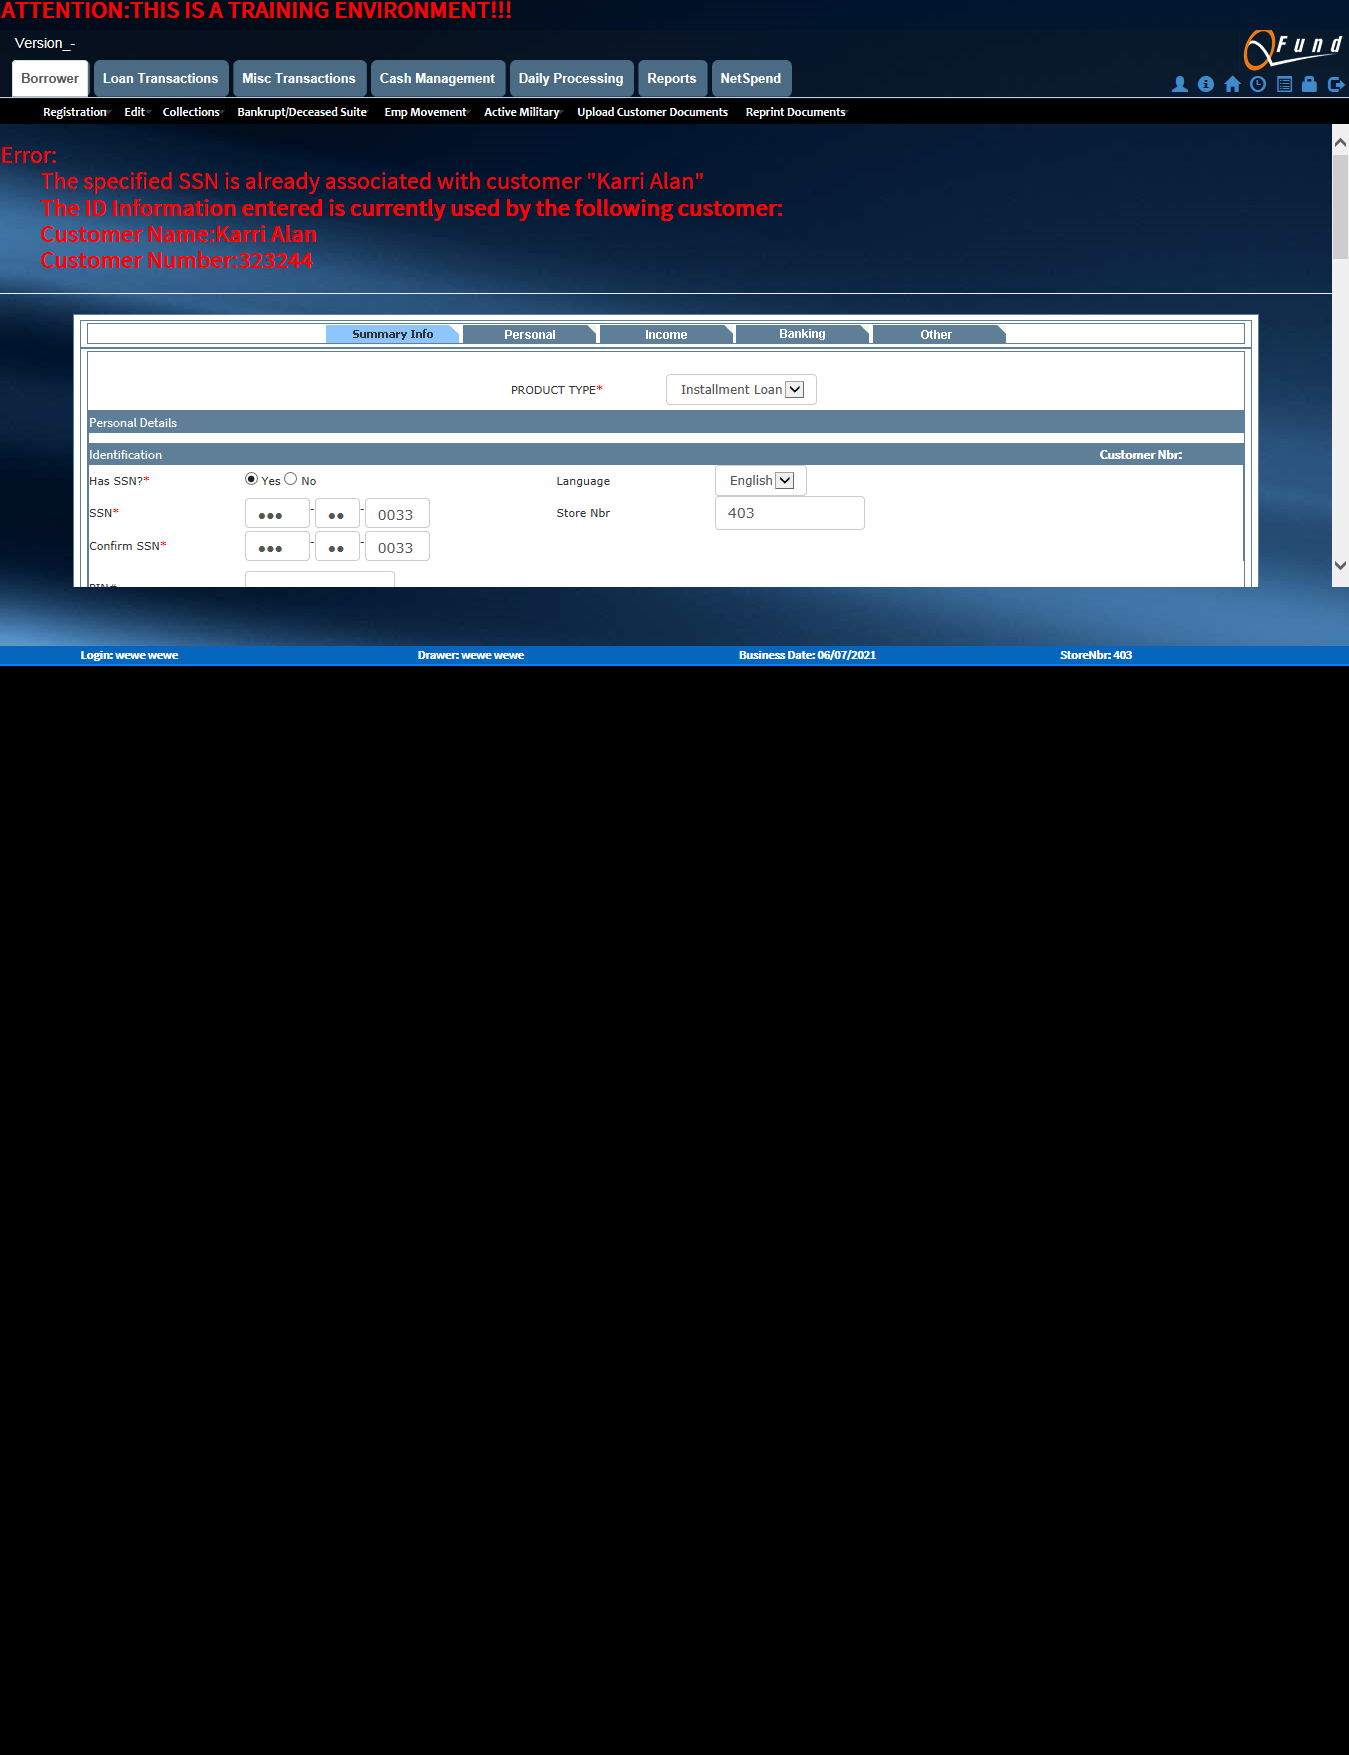 ATTENTION:THIS IS A TRAINING ENVIRONMENT!!!
Version_-
Fund
Borrower Loan Transactions Misc Transactions Cash Management Daily Processing Reports NetSpend
Registration Edit Collections Bankrupt/Deceased Suite Emp Movement Active Military Upload Customer Documents Reprint Documents
Error:
The specified SSN is already associated with customer "Karri Alan"
The ID Information entered is currently used by the following customer:
Customer Name:Karri Alan
Customer Number:323244
Summary Info Personal Income Banking Other
PRODUCT TYPE* Installment Loan
Personal Details
Identification Customer Nbr:
Has SSN?* Yes No Language English
SSN* ●●● - ●● - 0033 Store Nbr 403
Confirm SSN* ●●● - ●● - 0033
Login: wewe wewe Drawer: wewe wewe Business Date: 06/07/2021 StoreNbr: 403